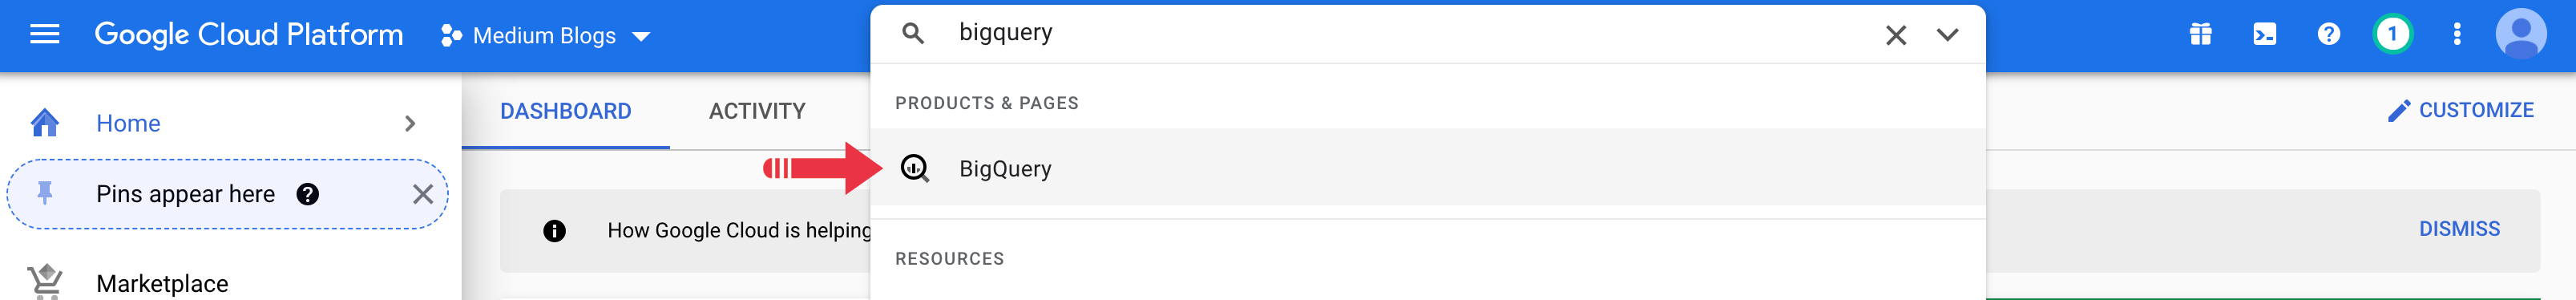 Google Cloud Platform
Medium Blogs
bigquery
1
Home
DASHBOARD
ACTIVITY
PRODUCTS & PAGES
CUSTOMIZE
Pins appear here
BigQuery
How Google Cloud is helping
DISMISS
Marketplace
RESOURCES